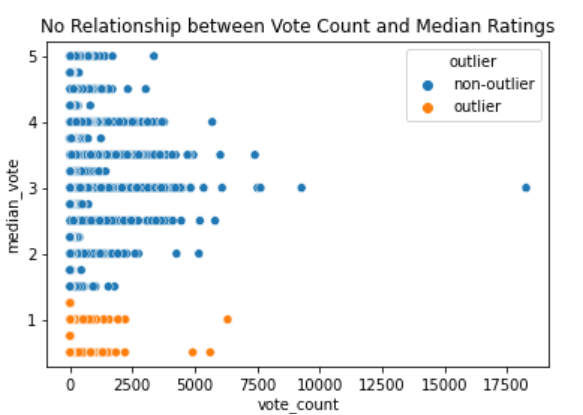 No Relationship between Vote Count and Median Ratings
outlier
non-outlier
outlier
median_vote
5
4
3
2
1
0 2500 5000 7500 10000 12500 15000 17500
vote_count